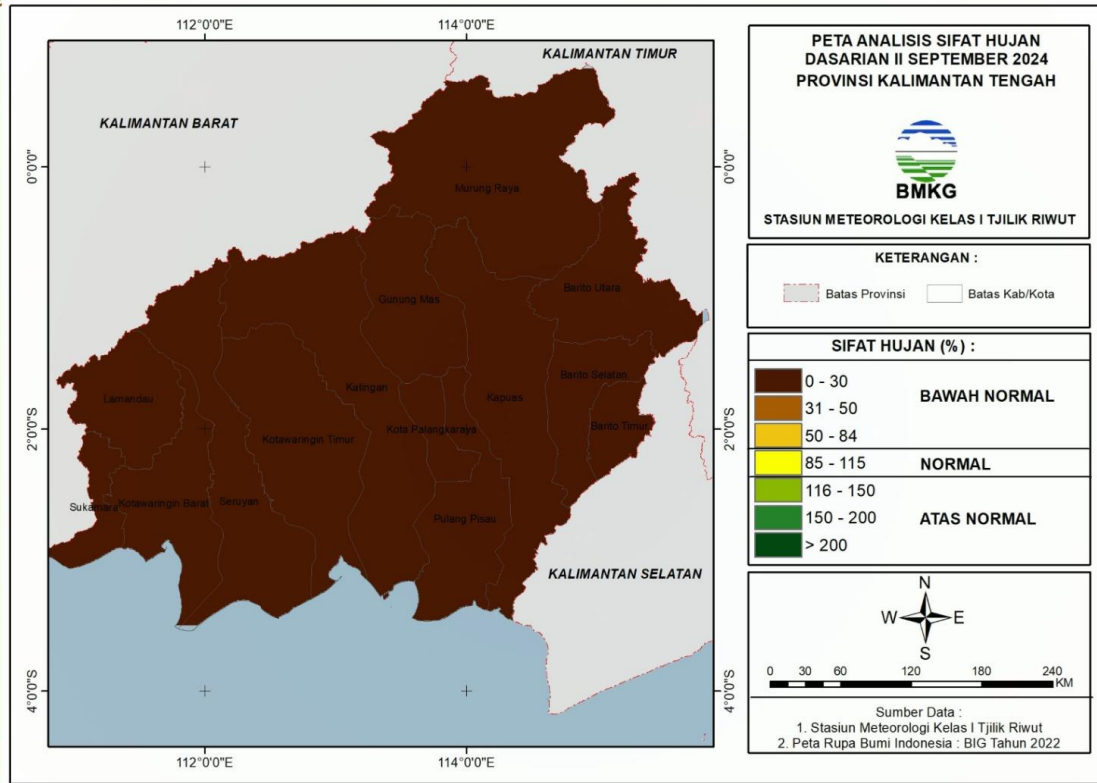 112°0'0"E
114°0'0"E
KALIMANTAN TIMUR
KALIMANTAN BARAT
0°0'0"
0°0'0"
Murung Raya
Barito Utara
Gunung Mas
Lamandau
Katingan
Kapuas
Barito Selatan
2°0'0"S
2°0'0"S
Kotawaringin Timur
Kota Palangkaraya
Barito Timur
Sukamara
Kotawaringin Barat
Seruyan
Pulang Pisau
KALIMANTAN SELATAN
4°0'0"S
4°0'0"S
112°0'0"E
114°0'0"E
PETA ANALISIS SIFAT HUJAN
DASARIAN II SEPTEMBER 2024
PROVINSI KALIMANTAN TENGAH
BMKG
STASIUN METEOROLOGI KELAS I TJILIK RIWUT
KETERANGAN :
Batas Provinsi
Batas Kab/Kota
SIFAT HUJAN (%) :
0 - 30
31 - 50
50 - 84
BAWAH NORMAL
85 - 115
NORMAL
116 - 150
150 - 200
> 200
ATAS NORMAL
N
W
E
S
0 30 60 120 180 240
KM
Sumber Data :
1. Stasiun Meteorologi Kelas I Tjilik Riwut
2. Peta Rupa Bumi Indonesia : BIG Tahun 2022